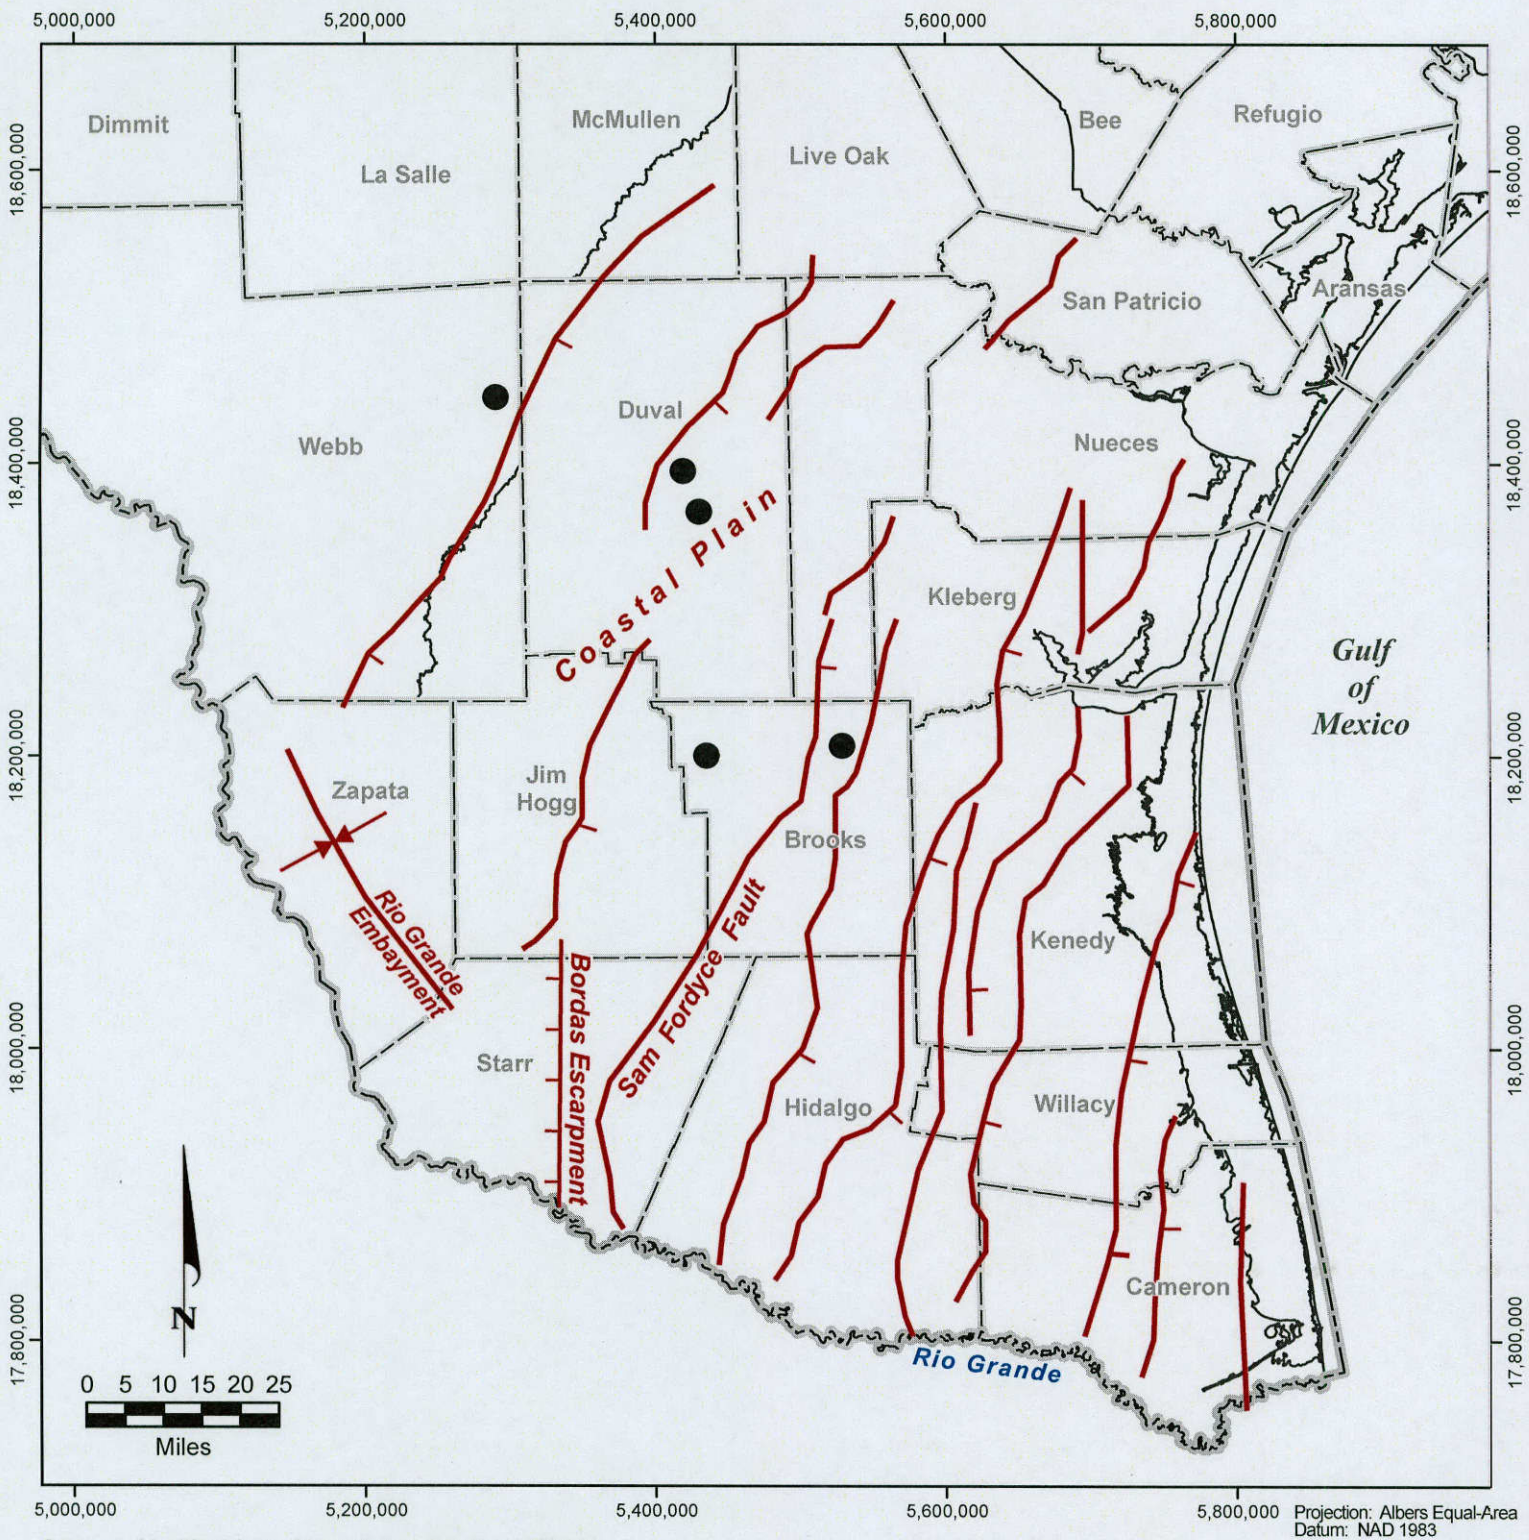 5,000,000 5,200,000 5,400,000 5,600,000 5,800,000
18,600,000
18,400,000
18,200,000
18,000,000
17,800,000
18,600,000
18,400,000
18,200,000
18,000,000
17,800,000
Dimmit
La Salle
McMullen
Live Oak
Bee
Refugio
San Patricio
Aransas
Webb
Duval
Nueces
Kleberg
Coastal Plain
Gulf
of
Mexico
Zapata
Jim
Hogg
Brooks
Kenedy
Rio Grande
Embayment
Bordas Escarpment
Sam Fordyce Fault
Starr
Hidalgo
Willacy
Cameron
Rio Grande
N
0 5 10 13 15 20 25
Miles
5,000,000 5,200,000 5,400,000 5,600,000 5,800,000
Projection: Albers Equal-Area
Datum: NAD 1983